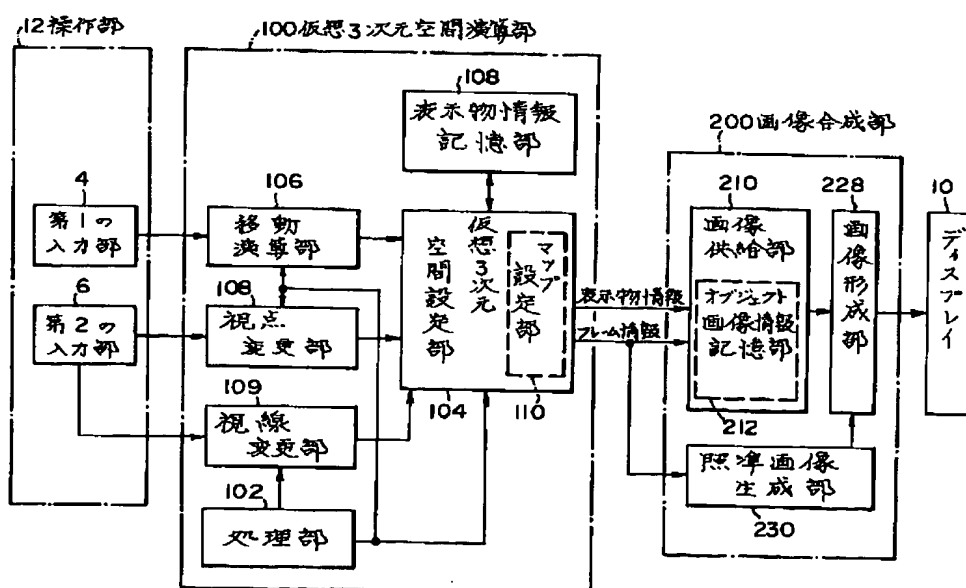 12操作部
4
第1の
入力部
6
第2の
入力部
100仮想3次元空間演算部
108
表示物情報
記憶部
106
移動
演算部
108
視点
変更部
109
視線
変更部
102
処理部
仮想3次元
空間設定部
104
マップ
設定部
110
表示物情報
フレーム情報
200画像合成部
210
画像
供給部
オブジェクト
画像情報
記憶部
212
228
画像形成部
照準画像
生成部
230
10
ディスプレイ